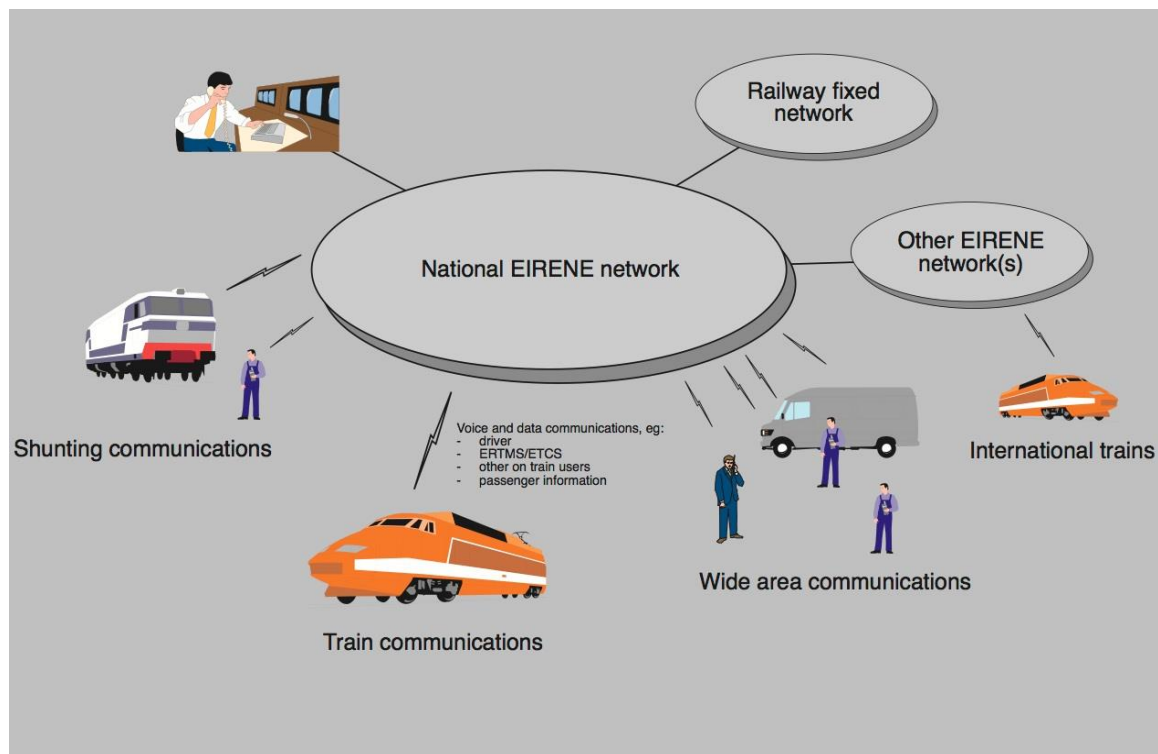 Railway fixed
network
Other EIRENE
network(s)
National EIRENE network
Shunting communications
Voice and data communications, eg:
- driver
- ERTMS/ETCS
- other on train users
- passenger information
International trains
Wide area communications
Train communications